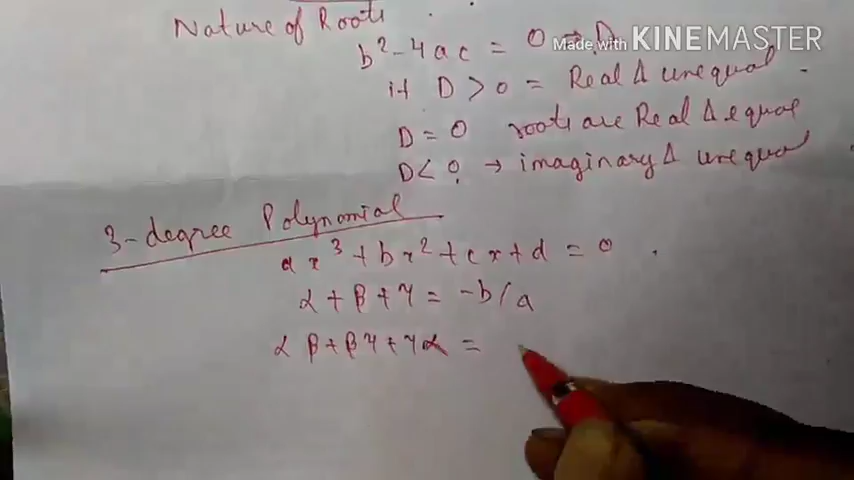 Nature of Roots
b² - 4ac = 0 → D
Made with KINEMASTER
if D > 0 = Real & unequal
D = 0 roots are Real & equal
D < 0 → imaginary & unequal
3-degree Polynomial
ax³ + bx² + cx + d = 0
α + β + γ = -b/a
αβ + βγ + γα =